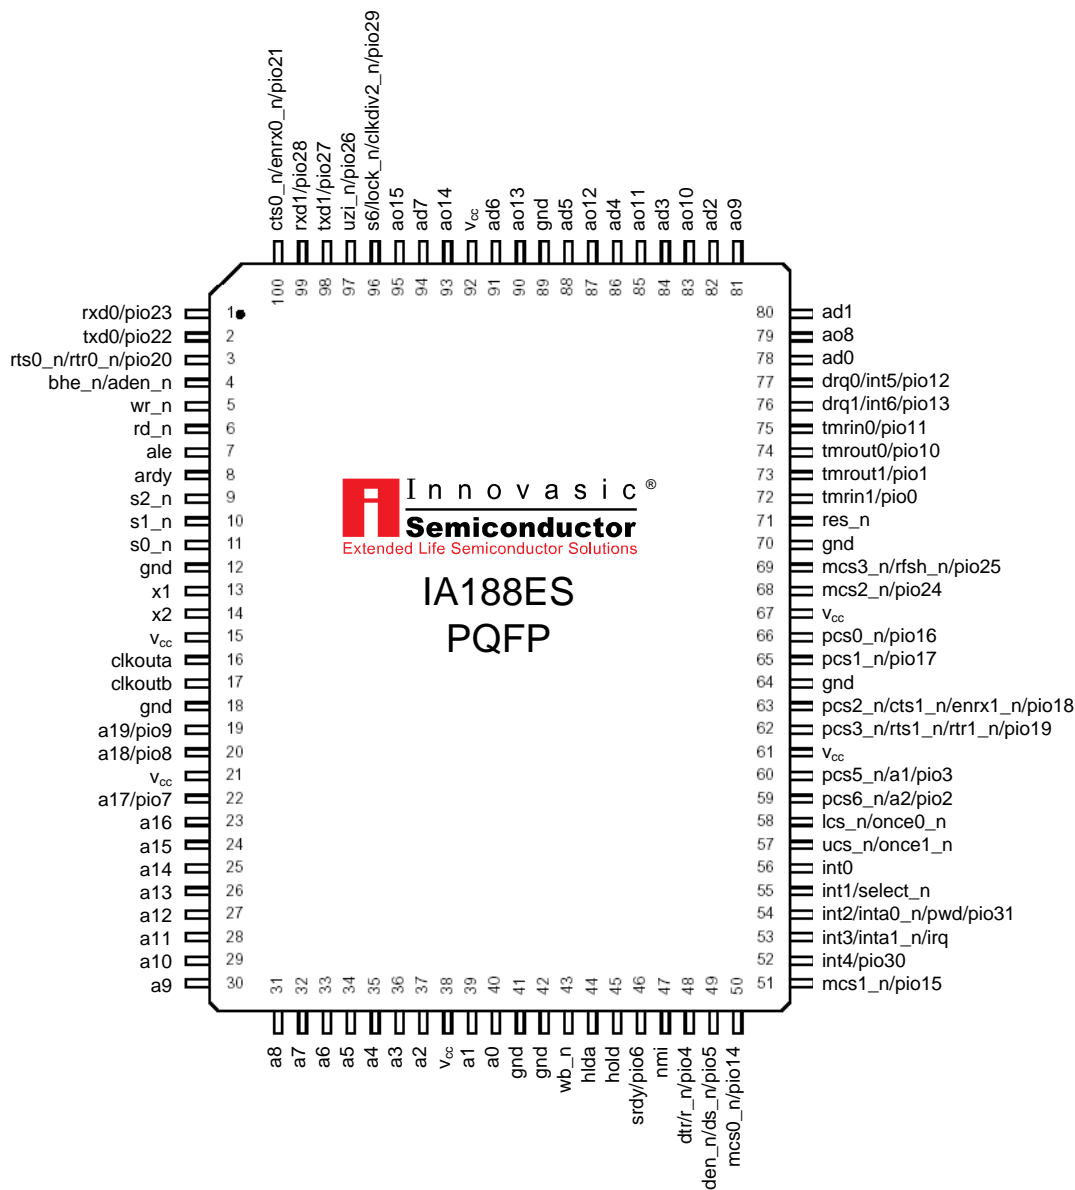 cts0_n/enrx0_n/pio21
rxd1/pio28
txd1/pio27
uzi_n/pio26
s6/lock_n/clkdiv2_n/pio29
ao15
ad7
ao14
vcc
ad6
ao13
gnd
ad5
ao12
ad4
ao11
ad3
ao10
ad2
ao9
100 99 98 97 96 95 94 93 92 91 90 89 88 87 86 85 84 83 82 81
rxd0/pio23 1 80 ad1
txd0/pio22 2 79 ao8
rts0_n/rtr0_n/pio20 3 78 ad0
bhe_n/aden_n 4 77 drq0/int5/pio12
wr_n 5 76 drq1/int6/pio13
rd_n 6 75 tmrin0/pio11
ale 7 74 tmrout0/pio10
ardy 8 73 tmrout1/pio1
s2_n 9 72 tmrin1/pio0
s1_n 10 71 res_n
s0_n 11 70 gnd
gnd 12 69 mcs3_n/rfsh_n/pio25
x1 13 68 mcs2_n/pio24
x2 14 67 vcc
vcc 15 66 pcs0_n/pio16
clkouta 16 65 pcs1_n/pio17
clkoutb 17 64 gnd
gnd 18 63 pcs2_n/cts1_n/enrx1_n/pio18
a19/pio9 19 62 pcs3_n/rts1_n/rtr1_n/pio19
a18/pio8 20 61 vcc
vcc 21 60 pcs5_n/a1/pio3
a17/pio7 22 59 pcs6_n/a2/pio2
a16 23 58 lcs_n/once0_n
a15 24 57 ucs_n/once1_n
a14 25 56 int0
a13 26 55 int1/select_n
a12 27 54 int2/inta0_n/pwd/pio31
a11 28 53 int3/inta1_n/irq
a10 29 52 int4/pio30
a9 30 51 mcs1_n/pio15
i Innovasic®
Semiconductor
Extended Life Semiconductor Solutions
IA188ES
PQFP
31 32 33 34 35 36 37 38 39 40 41 42 43 44 45 46 47 48 49 50
a8
a7
a6
a5
a4
a3
a2
vcc
a1
a0
gnd
gnd
wb_n
hlda
hold
srdy/pio6
nmi
dtr/r_n/pio4
den_n/ds_n/pio5
mcs0_n/pio14